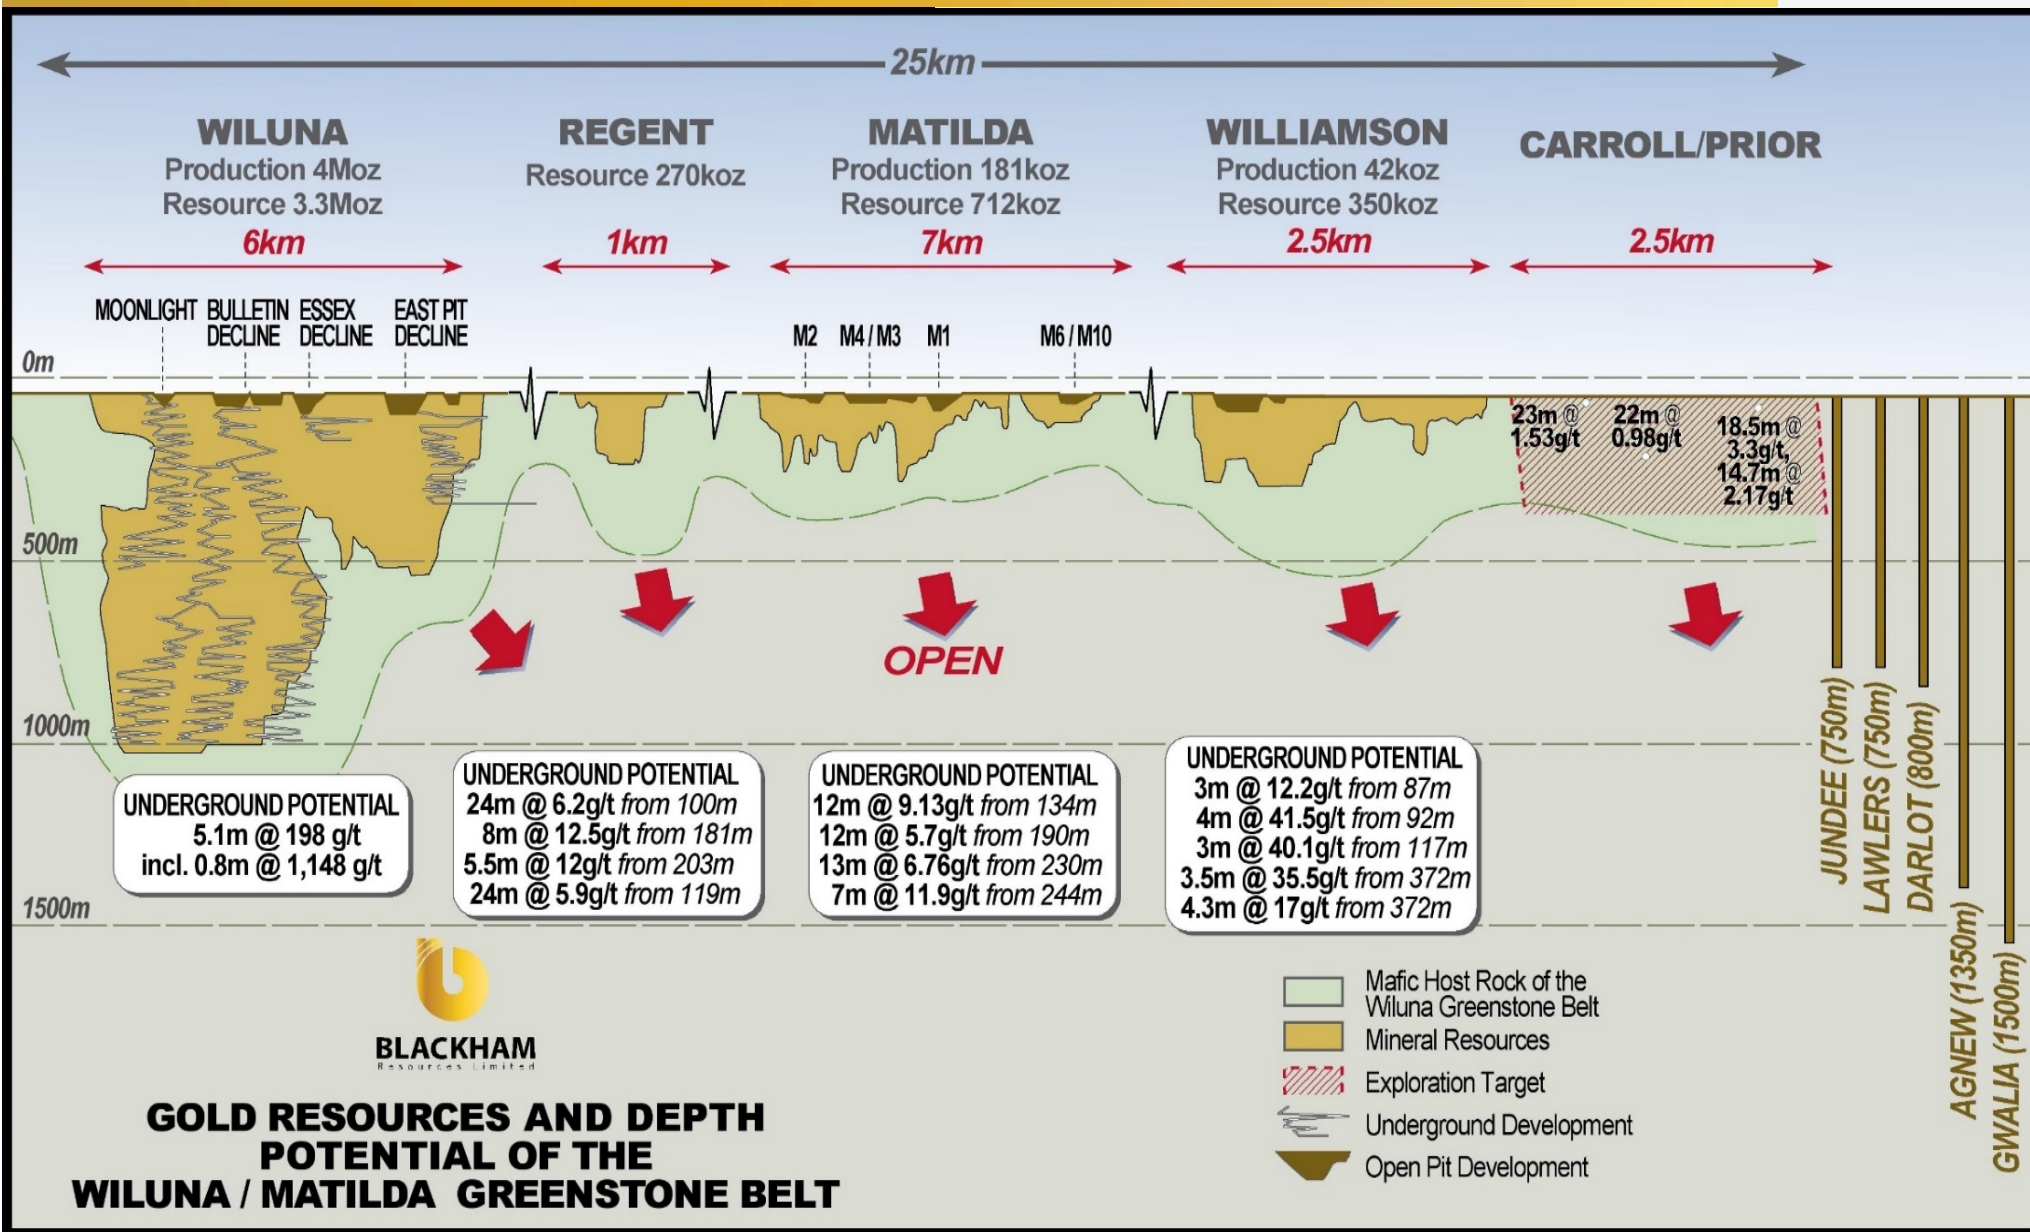 25km
WILUNA
Production 4Moz
Resource 3.3Moz
6km
REGENT
Resource 270koz
1km
MATILDA
Production 181koz
Resource 712koz
7km
WILLIAMSON
Production 42koz
Resource 350koz
2.5km
CARROLL/PRIOR
2.5km
MOONLIGHT
BULLETIN
DECLINE
ESSEX
DECLINE
EAST PIT
DECLINE
M2
M4 / M3
M1
M6 / M10
0m
500m
1000m
1500m
23m @
1.53g/t
22m @
0.98g/t
18.5m @
3.3g/t,
14.7m @
2.17g/t
OPEN
JUNDEE (750m)
LAWLERS (750m)
DARLOT (800m)
AGNEW (1350m)
GWALIA (1500m)
UNDERGROUND POTENTIAL
5.1m @ 198 g/t
incl. 0.8m @ 1,148 g/t
UNDERGROUND POTENTIAL
24m @ 6.2g/t from 100m
8m @ 12.5g/t from 181m
5.5m @ 12g/t from 203m
24m @ 5.9g/t from 119m
UNDERGROUND POTENTIAL
12m @ 9.13g/t from 134m
12m @ 5.7g/t from 190m
13m @ 6.76g/t from 230m
7m @ 11.9g/t from 244m
UNDERGROUND POTENTIAL
3m @ 12.2g/t from 87m
4m @ 41.5g/t from 92m
3m @ 40.1g/t from 117m
3.5m @ 35.5g/t from 372m
4.3m @ 17g/t from 372m
BLACKHAM
Resources Limited
GOLD RESOURCES AND DEPTH
POTENTIAL OF THE
WILUNA / MATILDA GREENSTONE BELT
Mafic Host Rock of the
Wiluna Greenstone Belt
Mineral Resources
Exploration Target
Underground Development
Open Pit Development